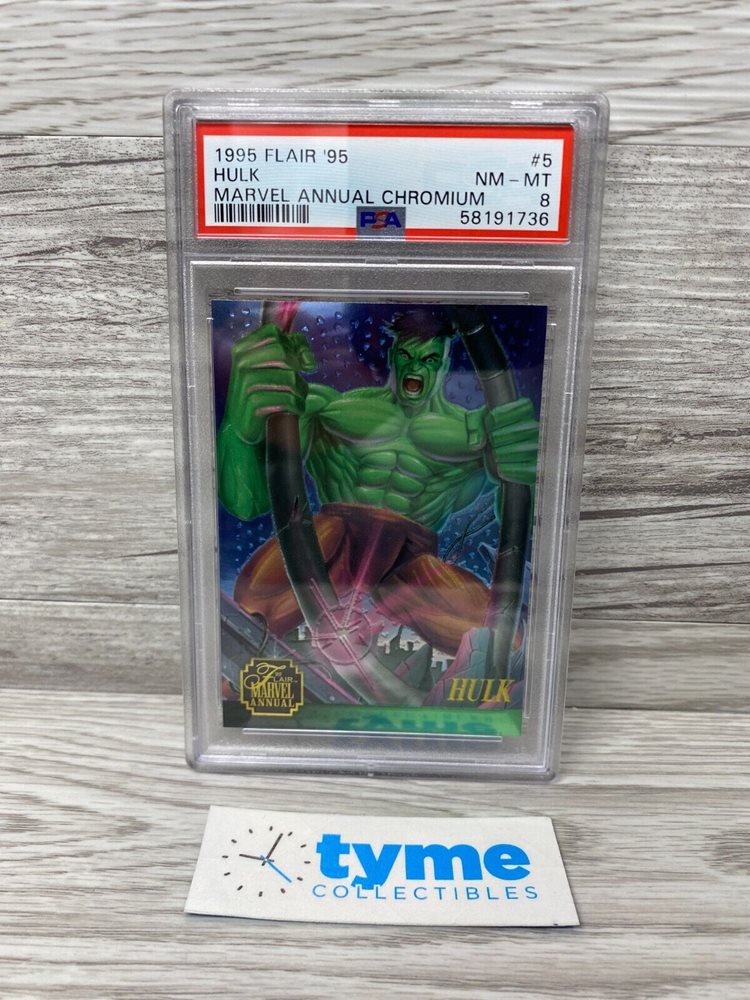 1995 FLAIR '95 #5
HULK NM - MT
MARVEL ANNUAL CHROMIUM 8
PSA 58191736
FLAIR
MARVEL
ANNUAL
HULK
tyme
COLLECTIBLES